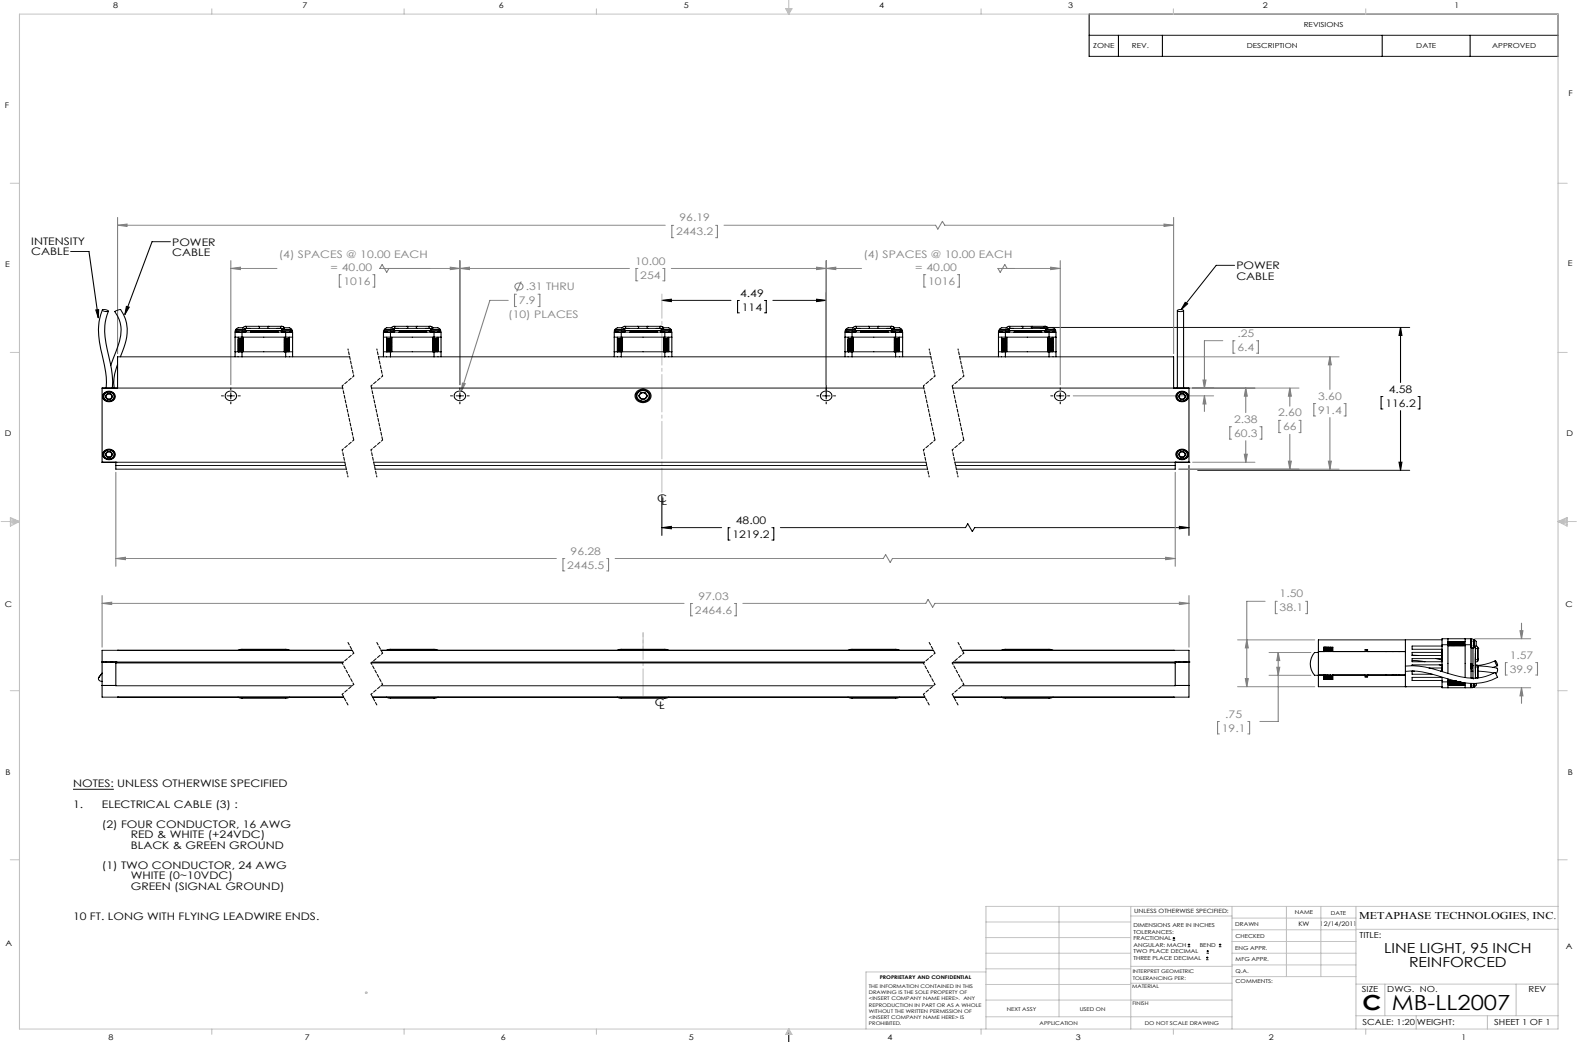 8 7 6 5 4 3 2 1
REVISIONS
ZONE REV. DESCRIPTION DATE APPROVED
F F
96.19
[2443.2]
INTENSITY
CABLE
POWER
CABLE
(4) SPACES @ 10.00 EACH
= 40.00
[1016]
10.00
[254]
(4) SPACES @ 10.00 EACH
= 40.00
[1016]
POWER
CABLE
E E
Ø.31 THRU
[7.9]
(10) PLACES
4.49
[114]
.25
[6.4]
4.58
[116.2]
3.60
[91.4]
2.60
[66]
2.38
[60.3]
D D
℄
48.00
[1219.2]
96.28
[2445.5]
C C
97.03
[2464.6]
1.50
[38.1]
1.57
[39.9]
.75
[19.1]
℄
B B
NOTES: UNLESS OTHERWISE SPECIFIED
1. ELECTRICAL CABLE (3) :
(2) FOUR CONDUCTOR, 16 AWG
RED & WHITE (+24VDC)
BLACK & GREEN GROUND
(1) TWO CONDUCTOR, 24 AWG
WHITE (0~10VDC)
GREEN (SIGNAL GROUND)
10 FT. LONG WITH FLYING LEADWIRE ENDS.
A A
PROPRIETARY AND CONFIDENTIAL
THE INFORMATION CONTAINED IN THIS
DRAWING IS THE SOLE PROPERTY OF
<INSERT COMPANY NAME HERE>. ANY
REPRODUCTION IN PART OR AS A WHOLE
WITHOUT THE WRITTEN PERMISSION OF
<INSERT COMPANY NAME HERE> IS
PROHIBITED.
NEXT ASSY USED ON
APPLICATION
UNLESS OTHERWISE SPECIFIED:
DIMENSIONS ARE IN INCHES
TOLERANCES:
FRACTIONAL ±
ANGULAR: MACH ± BEND ±
TWO PLACE DECIMAL ±
THREE PLACE DECIMAL ±
INTERPRET GEOMETRIC
TOLERANCING PER:
MATERIAL
FINISH
DO NOT SCALE DRAWING
NAME DATE
DRAWN KW 12/14/2011
CHECKED
ENG APPR.
MFG APPR.
Q.A.
COMMENTS:
METAPHASE TECHNOLOGIES, INC.
TITLE:
LINE LIGHT, 95 INCH
REINFORCED
SIZE DWG. NO. REV
C MB-LL2007
SCALE: 1:20 WEIGHT: SHEET 1 OF 1
8 7 6 5 4 3 2 1